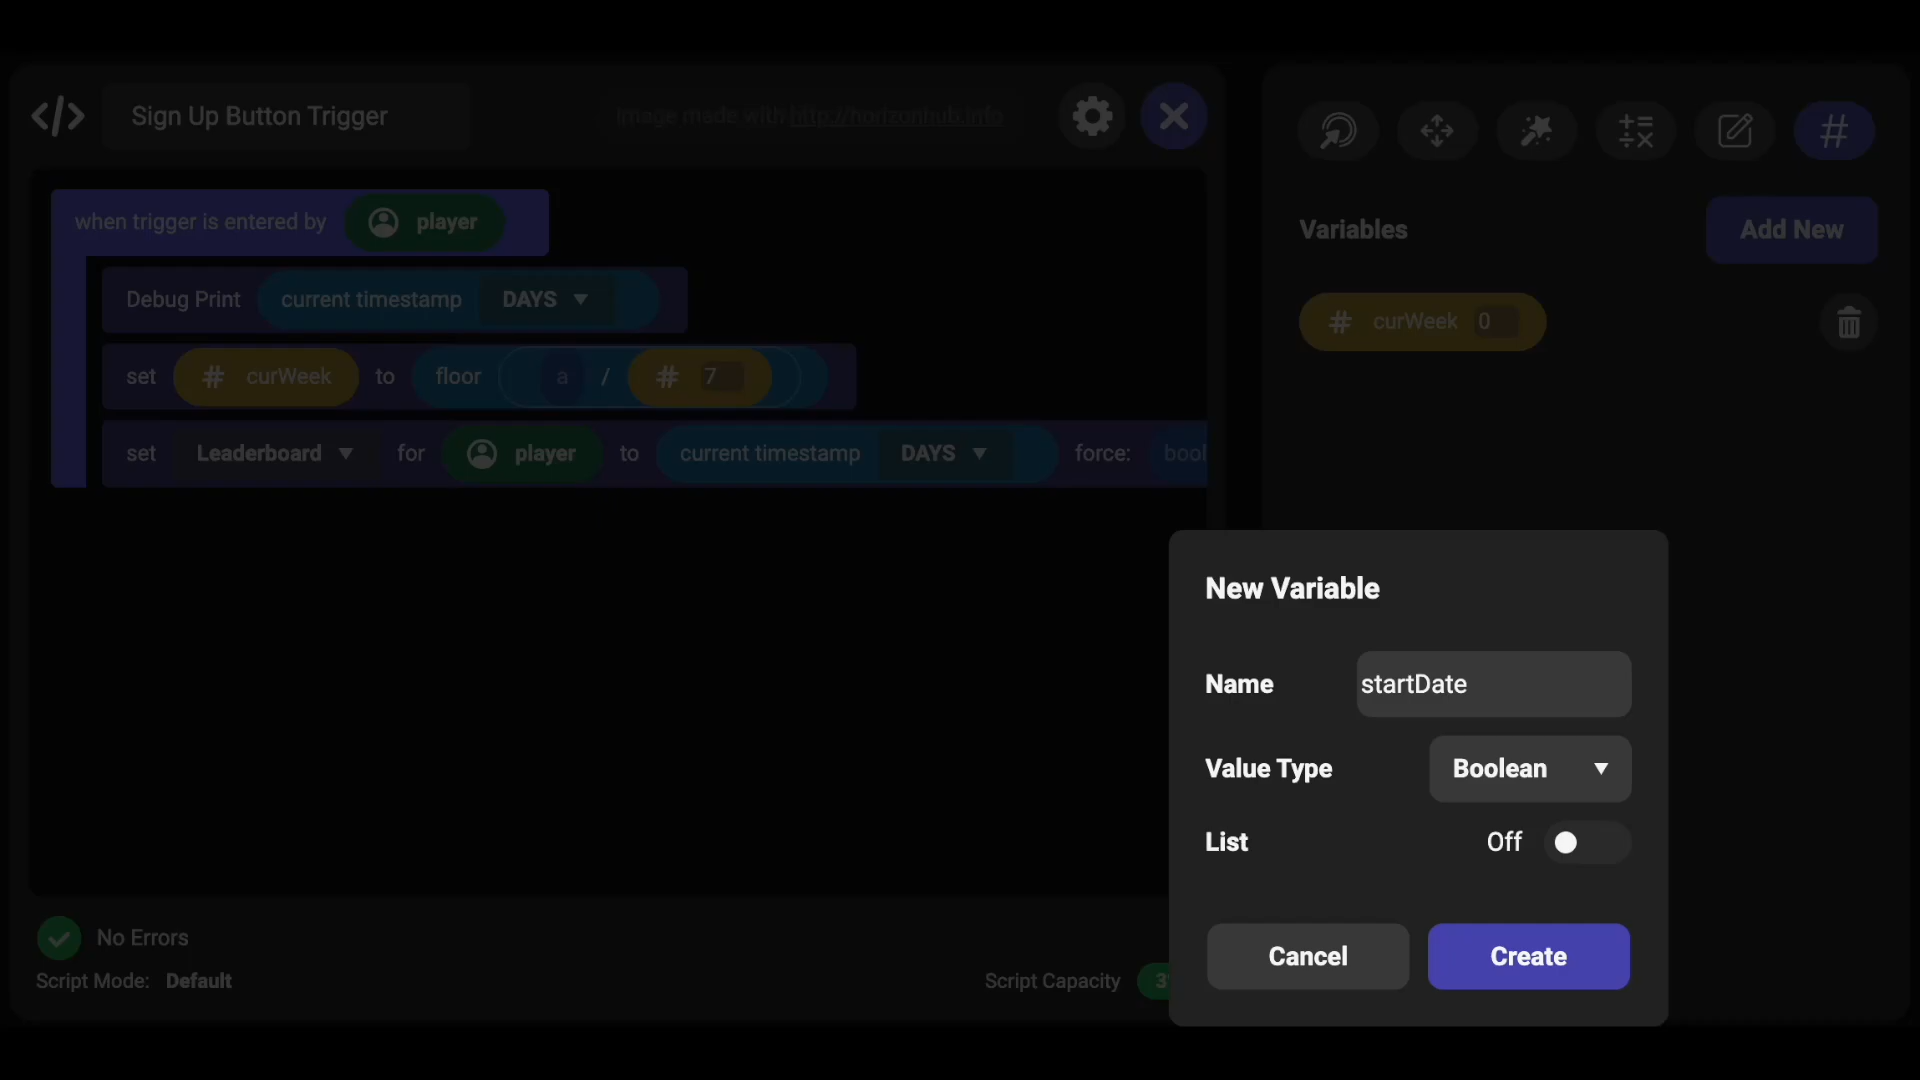 </> Sign Up Button Trigger Image made with http://horizonhub.info
when trigger is entered by player
Debug Print current timestamp DAYS
set # curWeek to floor a / # 7
set Leaderboard for player to current timestamp DAYS force: bool
No Errors
Script Mode: Default
Script Capacity
#
Variables Add New
# curWeek 0
New Variable
Name startDate
Value Type Boolean
List Off
Cancel Create